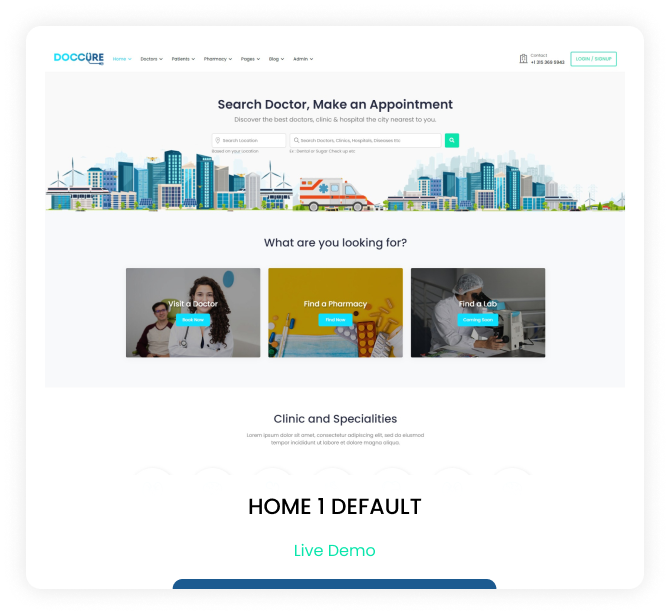 DOCCURE
Home Doctors Patients Pharmacy Pages Blog Admin
Contact
+1 315 369 5943
LOGIN / SIGNUP
Search Doctor, Make an Appointment
Discover the best doctors, clinic & hospital the city nearest to you.
Search Location
Search Doctors, Clinics, Hospitals, Diseases Etc
Based on your Location
Ex : Dental or Sugar Check up etc
What are you looking for?
Visit a Doctor
Book Now
Find a Pharmacy
Find Now
Find a Lab
Coming Soon
Clinic and Specialities
Lorem ipsum dolor sit amet, consectetur adipiscing elit, sed do eiusmod
tempor incididunt ut labore et dolore magna aliqua.
HOME 1 DEFAULT
Live Demo